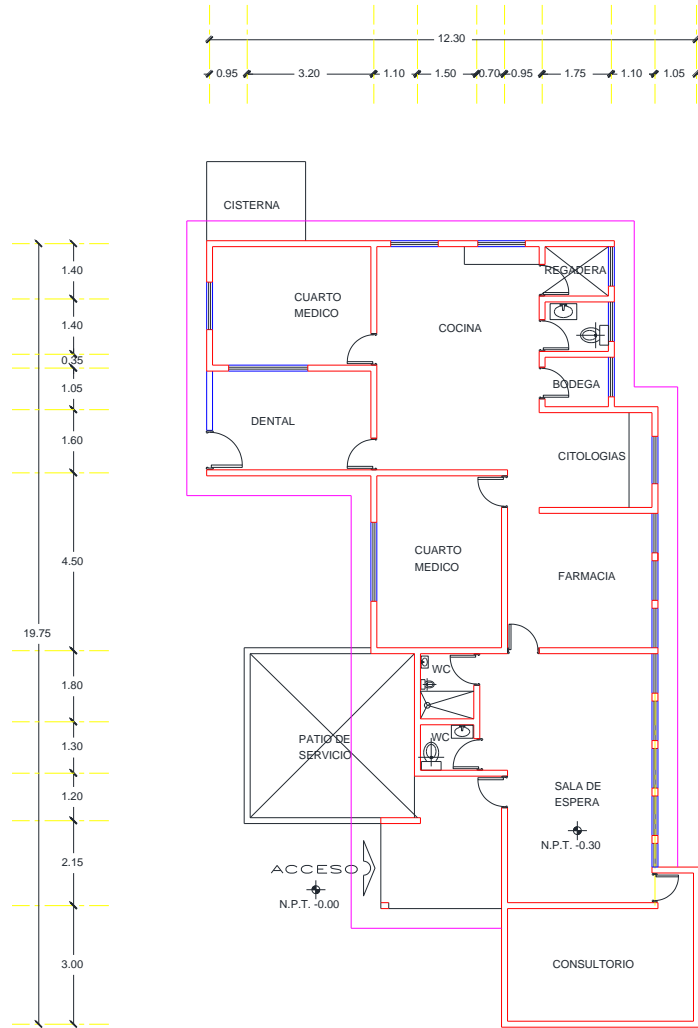 12.30
0.95 3.20 1.10 1.50 0.70 0.95 1.75 1.10 1.05
CISTERNA
1.40
REGADERA
CUARTO
MEDICO
COCINA
1.40
0.35
1.05
BODEGA
1.60
DENTAL
CITOLOGIAS
4.50
CUARTO
MEDICO
FARMACIA
19.75
1.80
WC
1.30
PATIO DE
SERVICIO
WC
1.20
SALA DE
ESPERA
N.P.T. -0.30
2.15
ACCESO
N.P.T. -0.00
3.00
CONSULTORIO